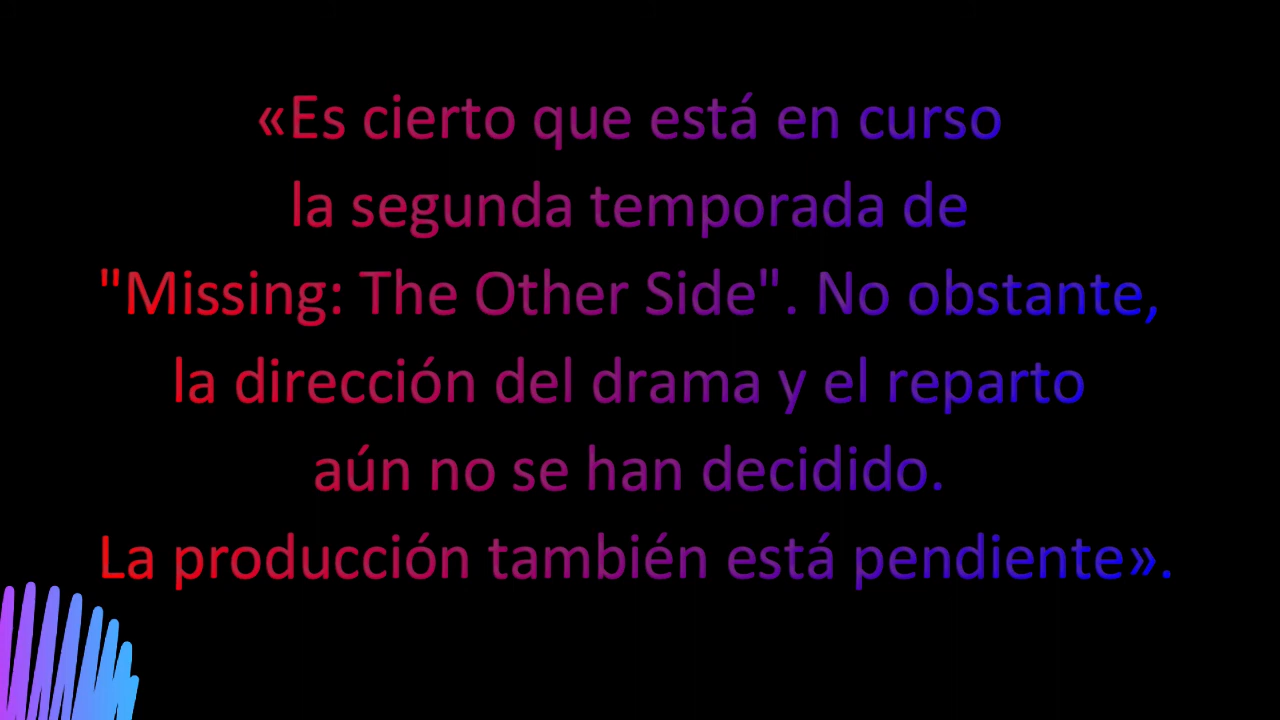 «Es cierto que está en curso
la segunda temporada de
"Missing: The Other Side". No obstante,
la dirección del drama y el reparto
aún no se han decidido.
La producción también está pendiente».